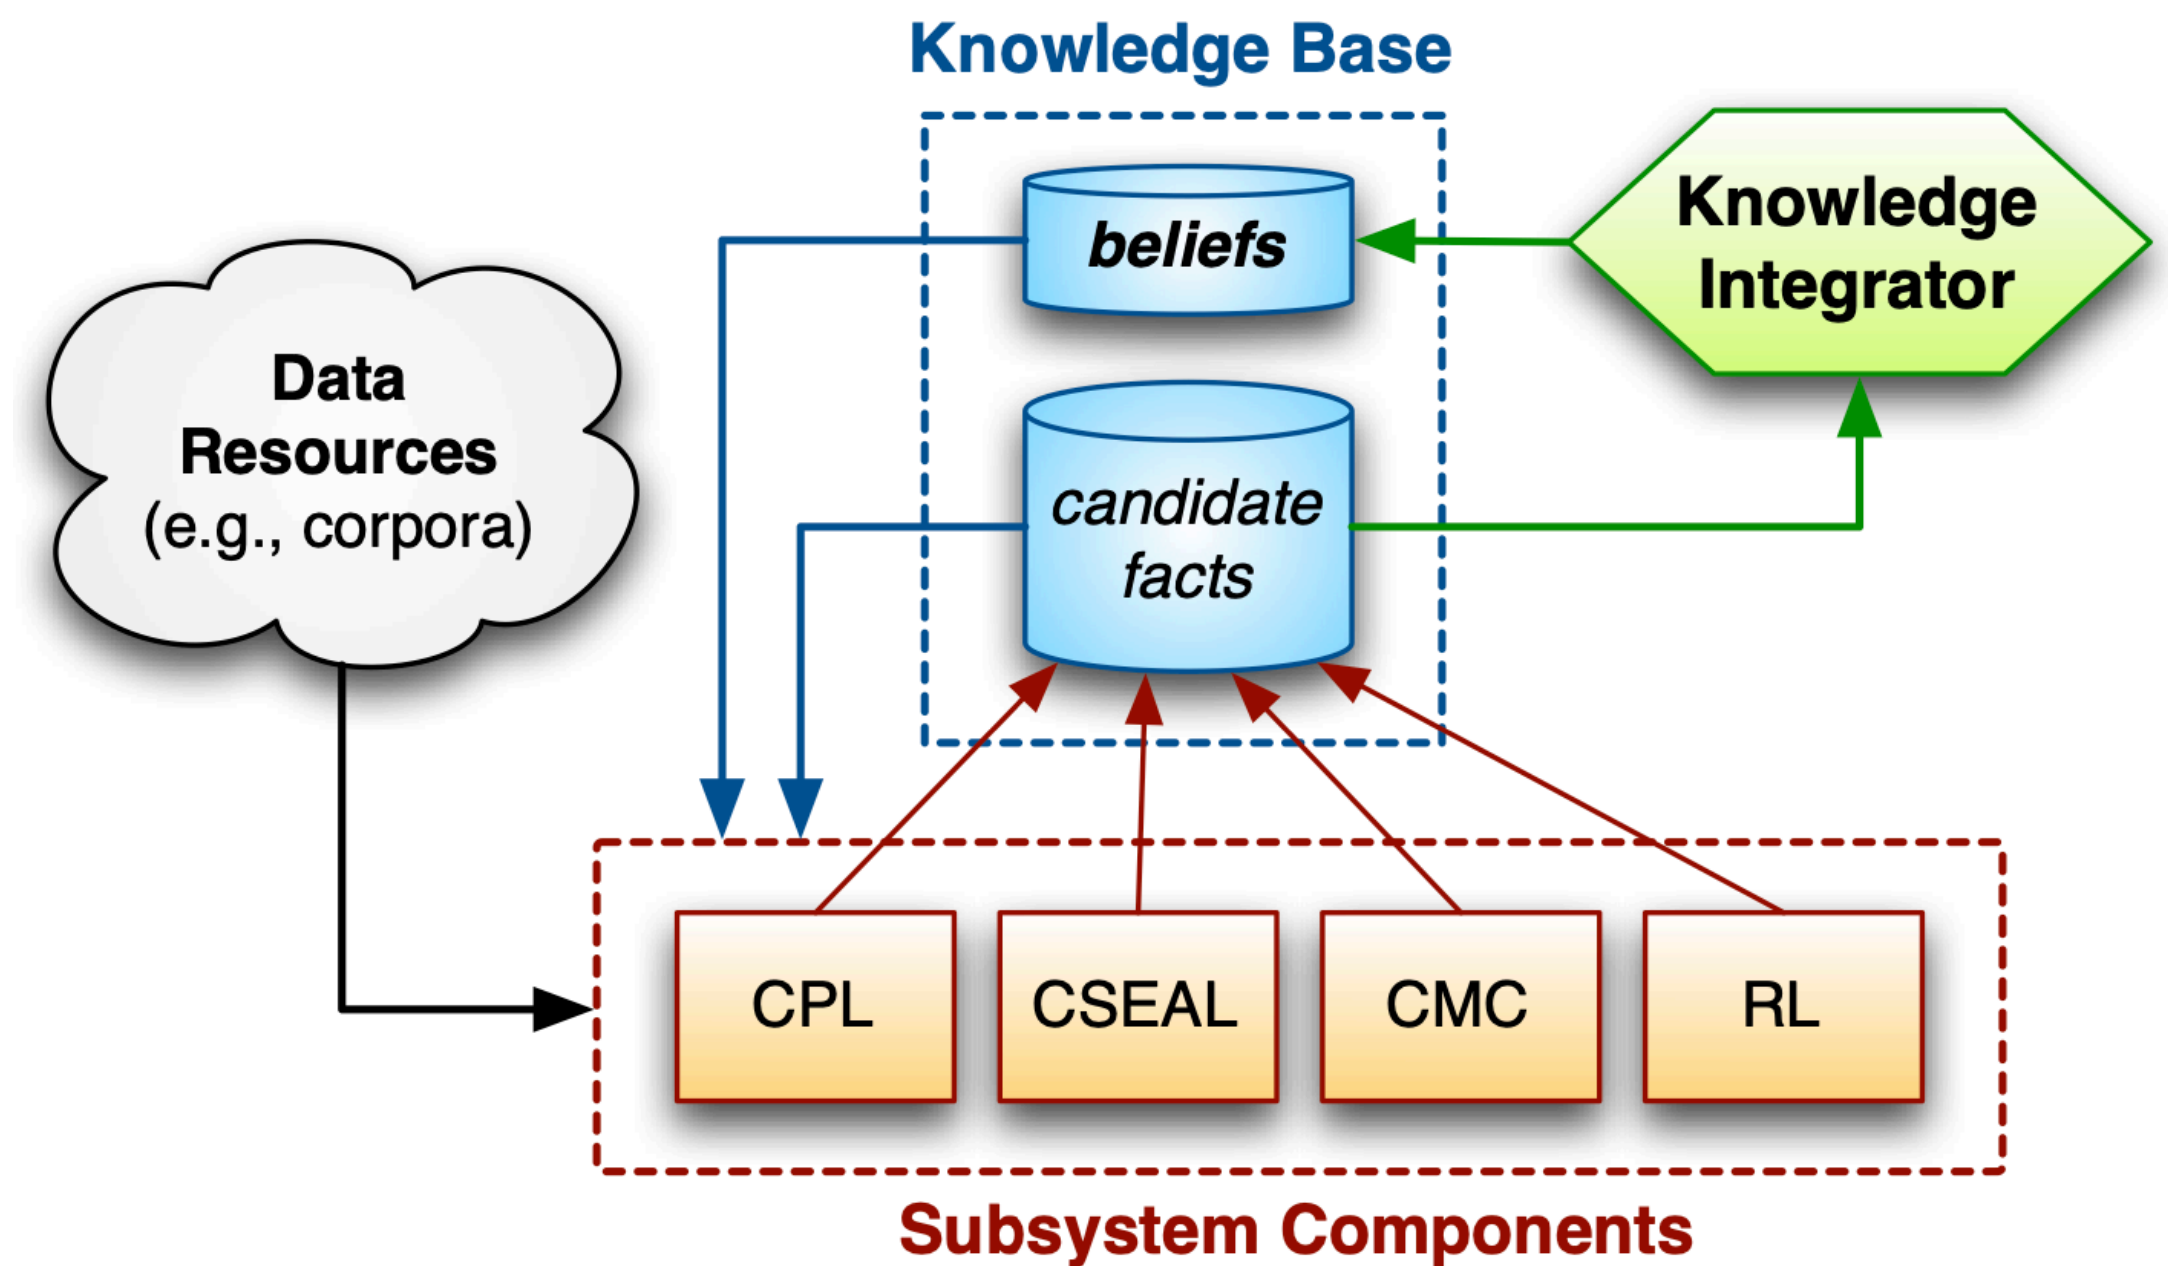 Knowledge Base
beliefs
Knowledge
Integrator
Data
Resources
(e.g., corpora)
candidate
facts
CPL
CSEAL
CMC
RL
Subsystem Components